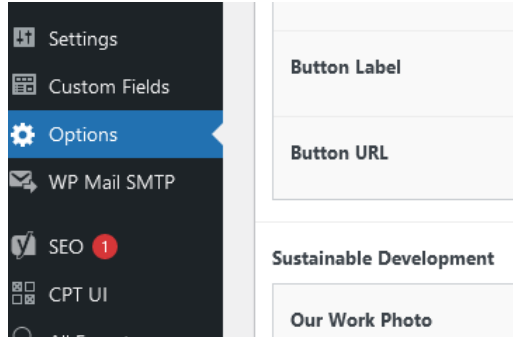 Settings
Custom Fields
Options
WP Mail SMTP
SEO 1
CPT UI
Button Label
Button URL
Sustainable Development
Our Work Photo